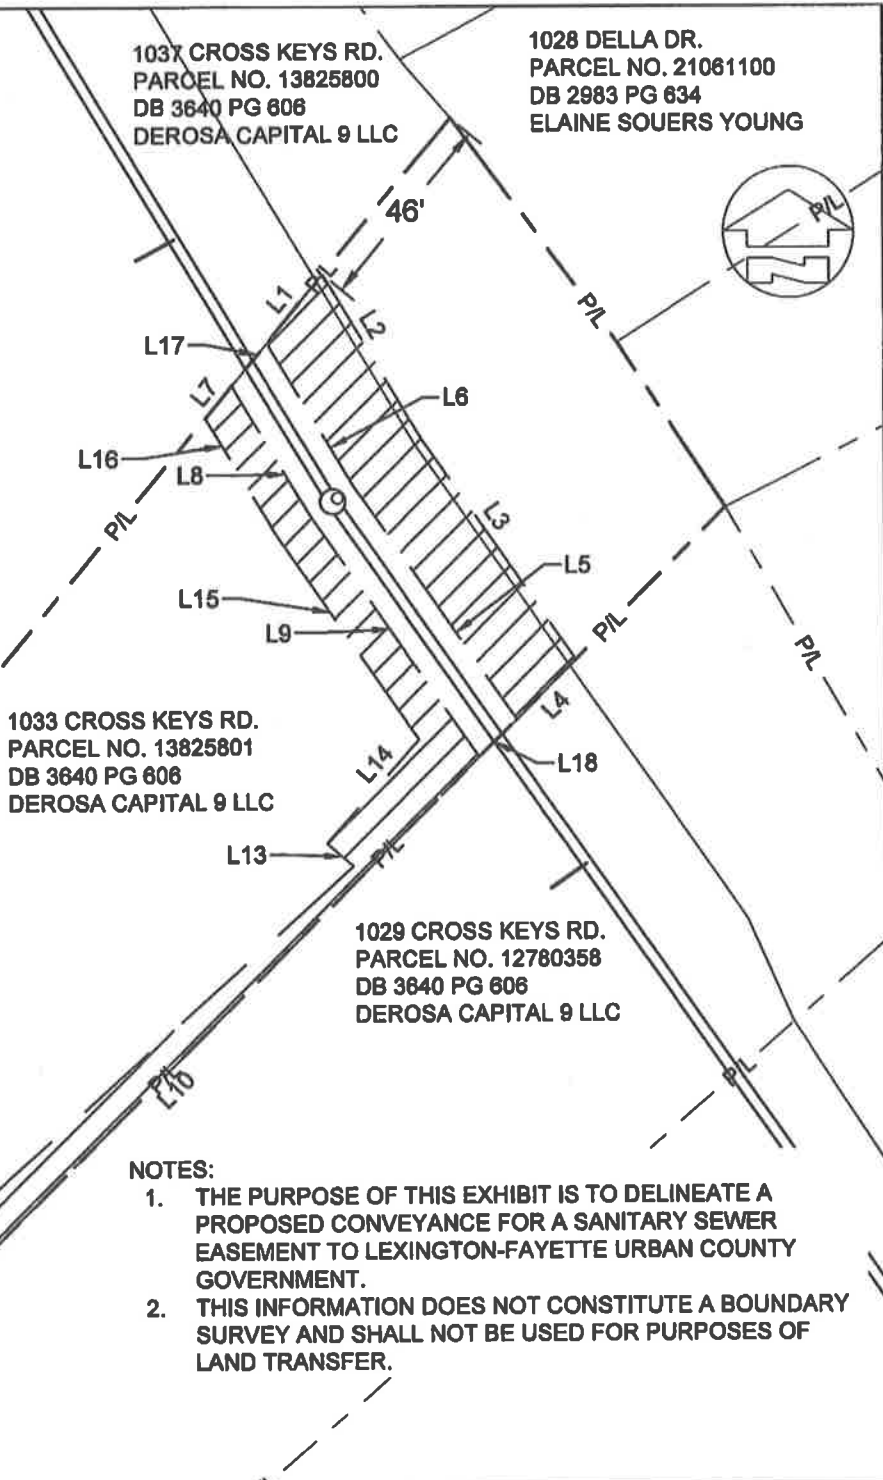 1037 CROSS KEYS RD.
PARCEL NO. 13825800
DB 3640 PG 606
DEROSA CAPITAL 9 LLC
1028 DELLA DR.
PARCEL NO. 21061100
DB 2983 PG 634
ELAINE SOUERS YOUNG
46'
P/L
P/L
L1
P/L
L2
L17
L7
L6
L16
L8
P/L
L3
L15
L5
L9
P/L
P/L
1033 CROSS KEYS RD.
PARCEL NO. 13825801
DB 3640 PG 606
DEROSA CAPITAL 9 LLC
L4
L14
L18
L13
P/L
1029 CROSS KEYS RD.
PARCEL NO. 12780358
DB 3640 PG 606
DEROSA CAPITAL 9 LLC
P/L
L10
P/L
NOTES:
1. THE PURPOSE OF THIS EXHIBIT IS TO DELINEATE A
PROPOSED CONVEYANCE FOR A SANITARY SEWER
EASEMENT TO LEXINGTON-FAYETTE URBAN COUNTY
GOVERNMENT.
2. THIS INFORMATION DOES NOT CONSTITUTE A BOUNDARY
SURVEY AND SHALL NOT BE USED FOR PURPOSES OF
LAND TRANSFER.